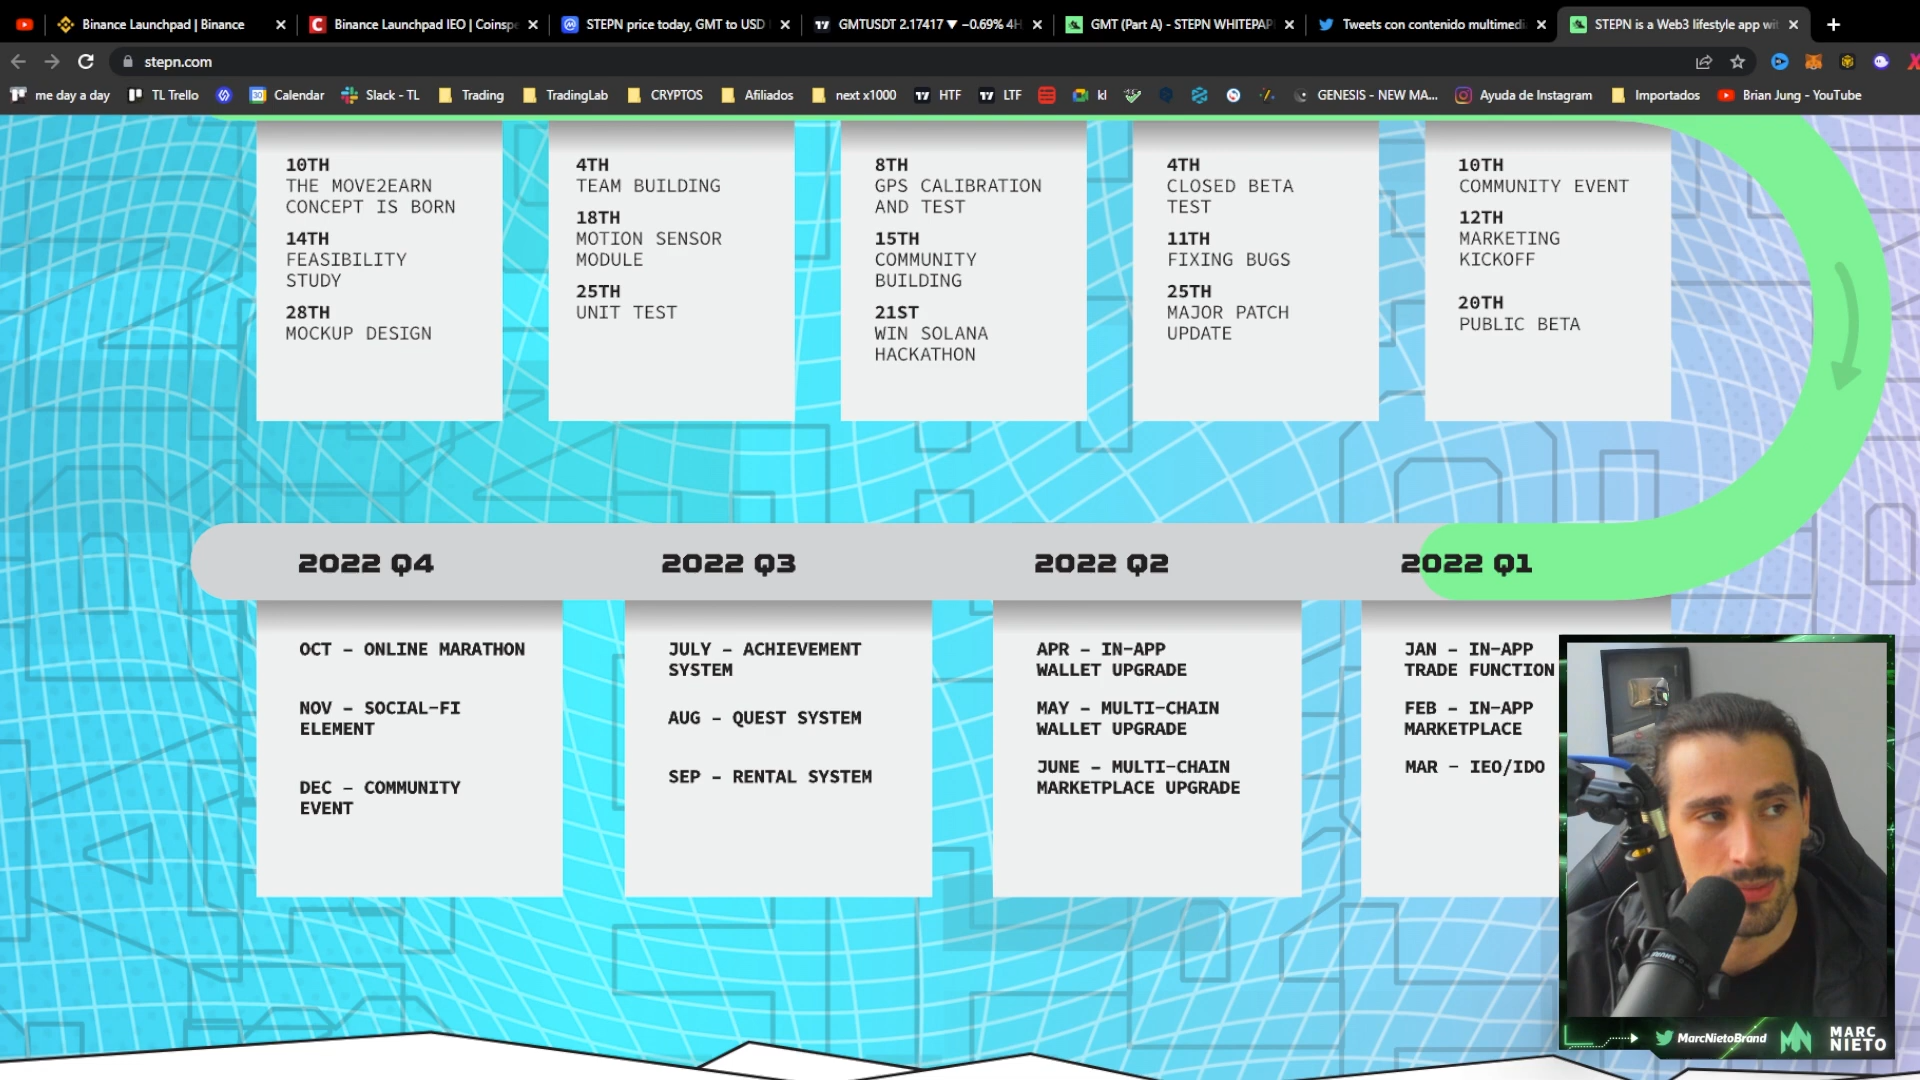 Binance Launchpad | Binance
Binance Launchpad IEO | Coinspe
STEPN price today, GMT to USD
GMTUSDT 2.17417 ▼ −0.69% 4H
GMT (Part A) - STEPN WHITEPAP
Tweets con contenido multimedi
STEPN is a Web3 lifestyle app wi
stepn.com
me day a day
TL Trello
Calendar
Slack - TL
Trading
TradingLab
CRYPTOS
Afiliados
next x1000
HTF
LTF
kl
GENESIS - NEW MA...
Ayuda de Instagram
Importados
Brian Jung - YouTube
10TH
THE MOVE2EARN
CONCEPT IS BORN
14TH
FEASIBILITY
STUDY
28TH
MOCKUP DESIGN
4TH
TEAM BUILDING
18TH
MOTION SENSOR
MODULE
25TH
UNIT TEST
8TH
GPS CALIBRATION
AND TEST
15TH
COMMUNITY
BUILDING
21ST
WIN SOLANA
HACKATHON
4TH
CLOSED BETA
TEST
11TH
FIXING BUGS
25TH
MAJOR PATCH
UPDATE
10TH
COMMUNITY EVENT
12TH
MARKETING
KICKOFF
20TH
PUBLIC BETA
2022 Q4
OCT – ONLINE MARATHON
NOV – SOCIAL-FI
ELEMENT
DEC – COMMUNITY
EVENT
2022 Q3
JULY – ACHIEVEMENT
SYSTEM
AUG – QUEST SYSTEM
SEP – RENTAL SYSTEM
2022 Q2
APR – IN-APP
WALLET UPGRADE
MAY – MULTI-CHAIN
WALLET UPGRADE
JUNE – MULTI-CHAIN
MARKETPLACE UPGRADE
2022 Q1
JAN – IN-APP
TRADE FUNCTION
FEB – IN-APP
MARKETPLACE
MAR – IEO/IDO
MarcNietoBrand
MARC
NIETO